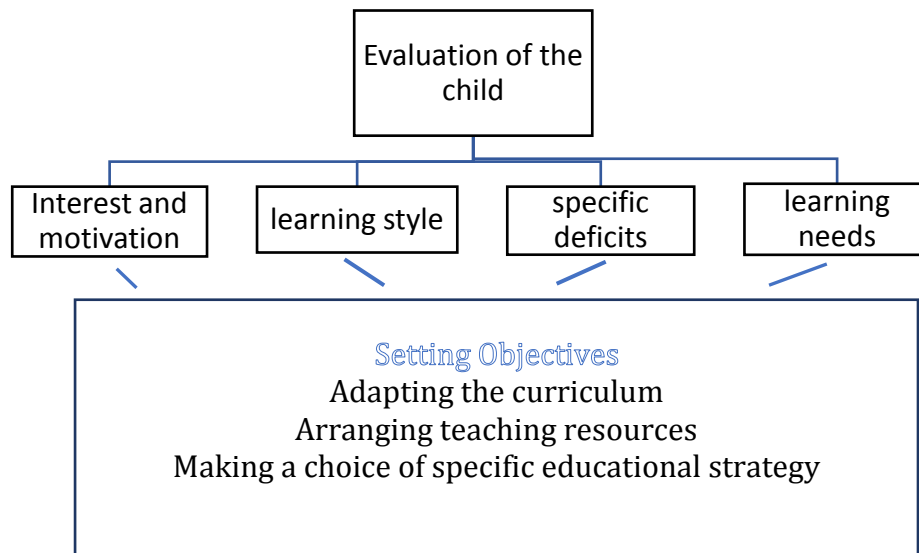 Evaluation of the
child
Interest and
motivation
learning style
specific
deficits
learning
needs
Setting Objectives
Adapting the curriculum
Arranging teaching resources
Making a choice of specific educational strategy